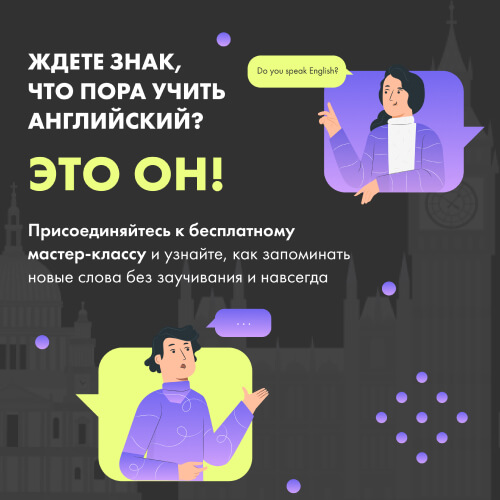 ЖДЕТЕ ЗНАК,
ЧТО ПОРА УЧИТЬ
АНГЛИЙСКИЙ?
Do you speak English?
ЭТО ОН!
Присоединяйтесь к бесплатному
мастер-классу и узнайте, как запоминать
новые слова без заучивания и навсегда
...